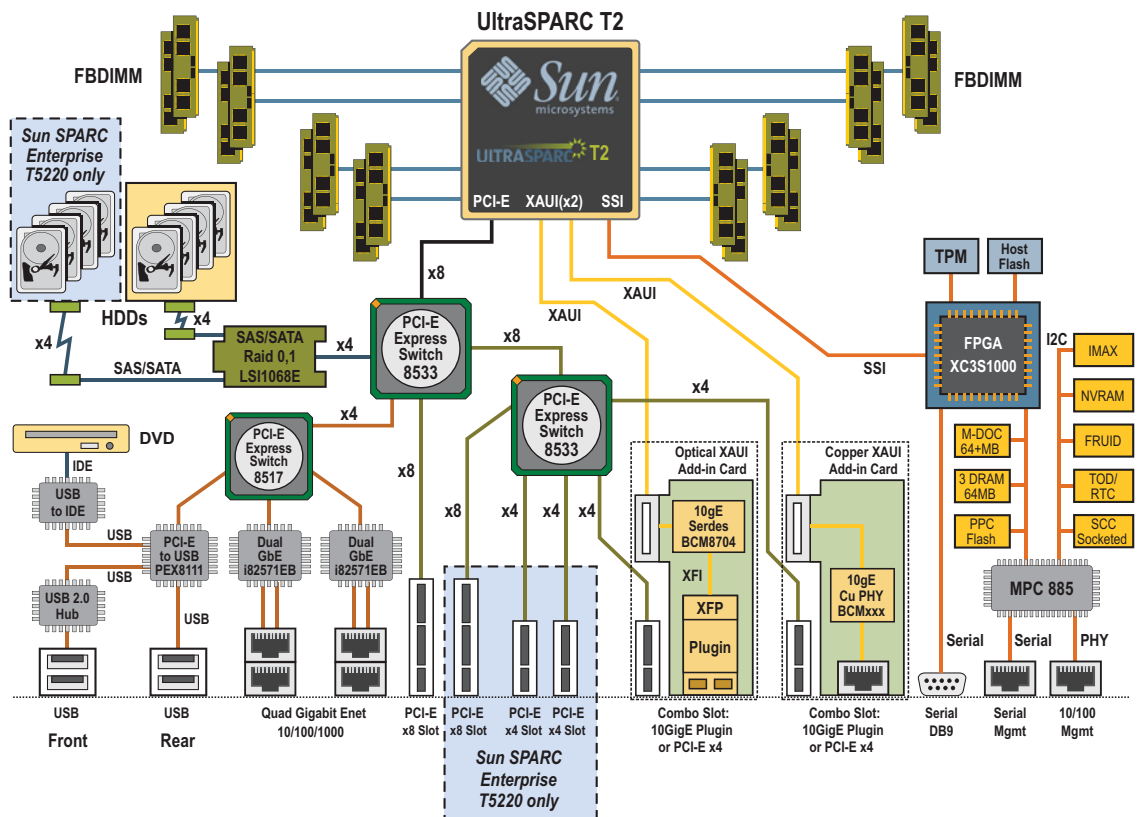 UltraSPARC T2
FBDIMM
FBDIMM
Sun
microsystems
UltraSPARC T2
PCI-E
XAUI(x2)
SSI
Sun SPARC
Enterprise
T5220 only
HDDs
x4
x4
SAS/SATA
SAS/SATA
Raid 0,1
LSI1068E
x4
x8
PCI-E
Express
Switch
8533
x8
x4
x8
PCI-E
Express
Switch
8533
x4
x8
x4
x4
x4
XAUI
XAUI
SSI
TPM
Host
Flash
FPGA
XC3S1000
I2C
IMAX
NVRAM
FRUID
TOD/
RTC
SCC
Socketed
M-DOC
64+MB
3 DRAM
64MB
PPC
Flash
MPC 885
Serial
Serial
PHY
DVD
IDE
USB
to IDE
USB
USB
USB 2.0
Hub
PCI-E
Express
Switch
8517
PCI-E
to USB
PEX8111
USB
Dual
GbE
i82571EB
Dual
GbE
i82571EB
Optical XAUI
Add-in Card
10gE
Serdes
BCM8704
XFI
XFP
Plugin
Copper XAUI
Add-in Card
10gE
Cu PHY
BCMxxx
USB
Front
USB
Rear
Quad Gigabit Enet
10/100/1000
PCI-E
x8 Slot
PCI-E
x8 Slot
PCI-E
x4 Slot
PCI-E
x4 Slot
Sun SPARC
Enterprise
T5220 only
Combo Slot:
10GigE Plugin
or PCI-E x4
Combo Slot:
10GigE Plugin
or PCI-E x4
Serial
DB9
Serial
Mgmt
10/100
Mgmt